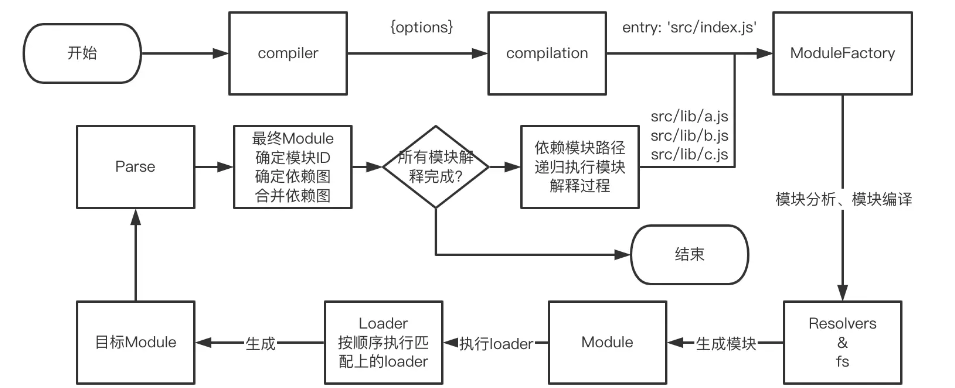 开始
compiler
{options}
compilation
entry: 'src/index.js'
ModuleFactory
src/lib/a.js
src/lib/b.js
src/lib/c.js
Parse
最终Module
确定模块ID
确定依赖图
合并依赖图
所有模块解
释完成?
依赖模块路径
递归执行模块
解释过程
模块分析、模块编译
结束
目标Module
生成
Loader
按顺序执行匹
配上的loader
执行loader
Module
生成模块
Resolvers
&
fs